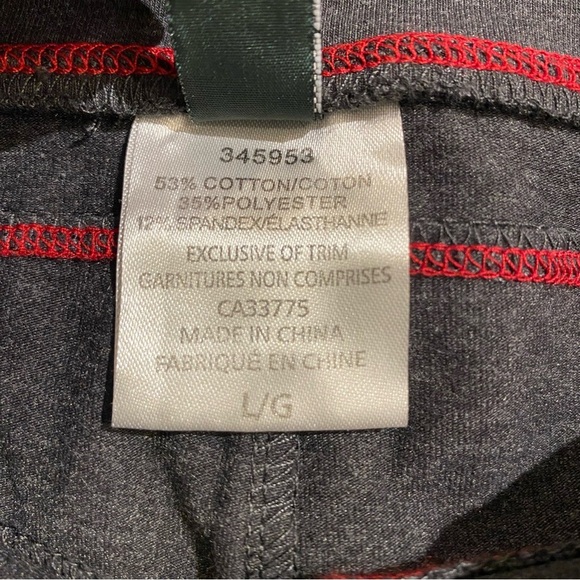 345953
53% COTTON/COTON
35%POLYESTER
12% SPANDEX/ÉLASTHANNE
EXCLUSIVE OF TRIM
GARNITURES NON COMPRISES
CA33775
MADE IN CHINA
FABRIQUÉ EN CHINE
L/G